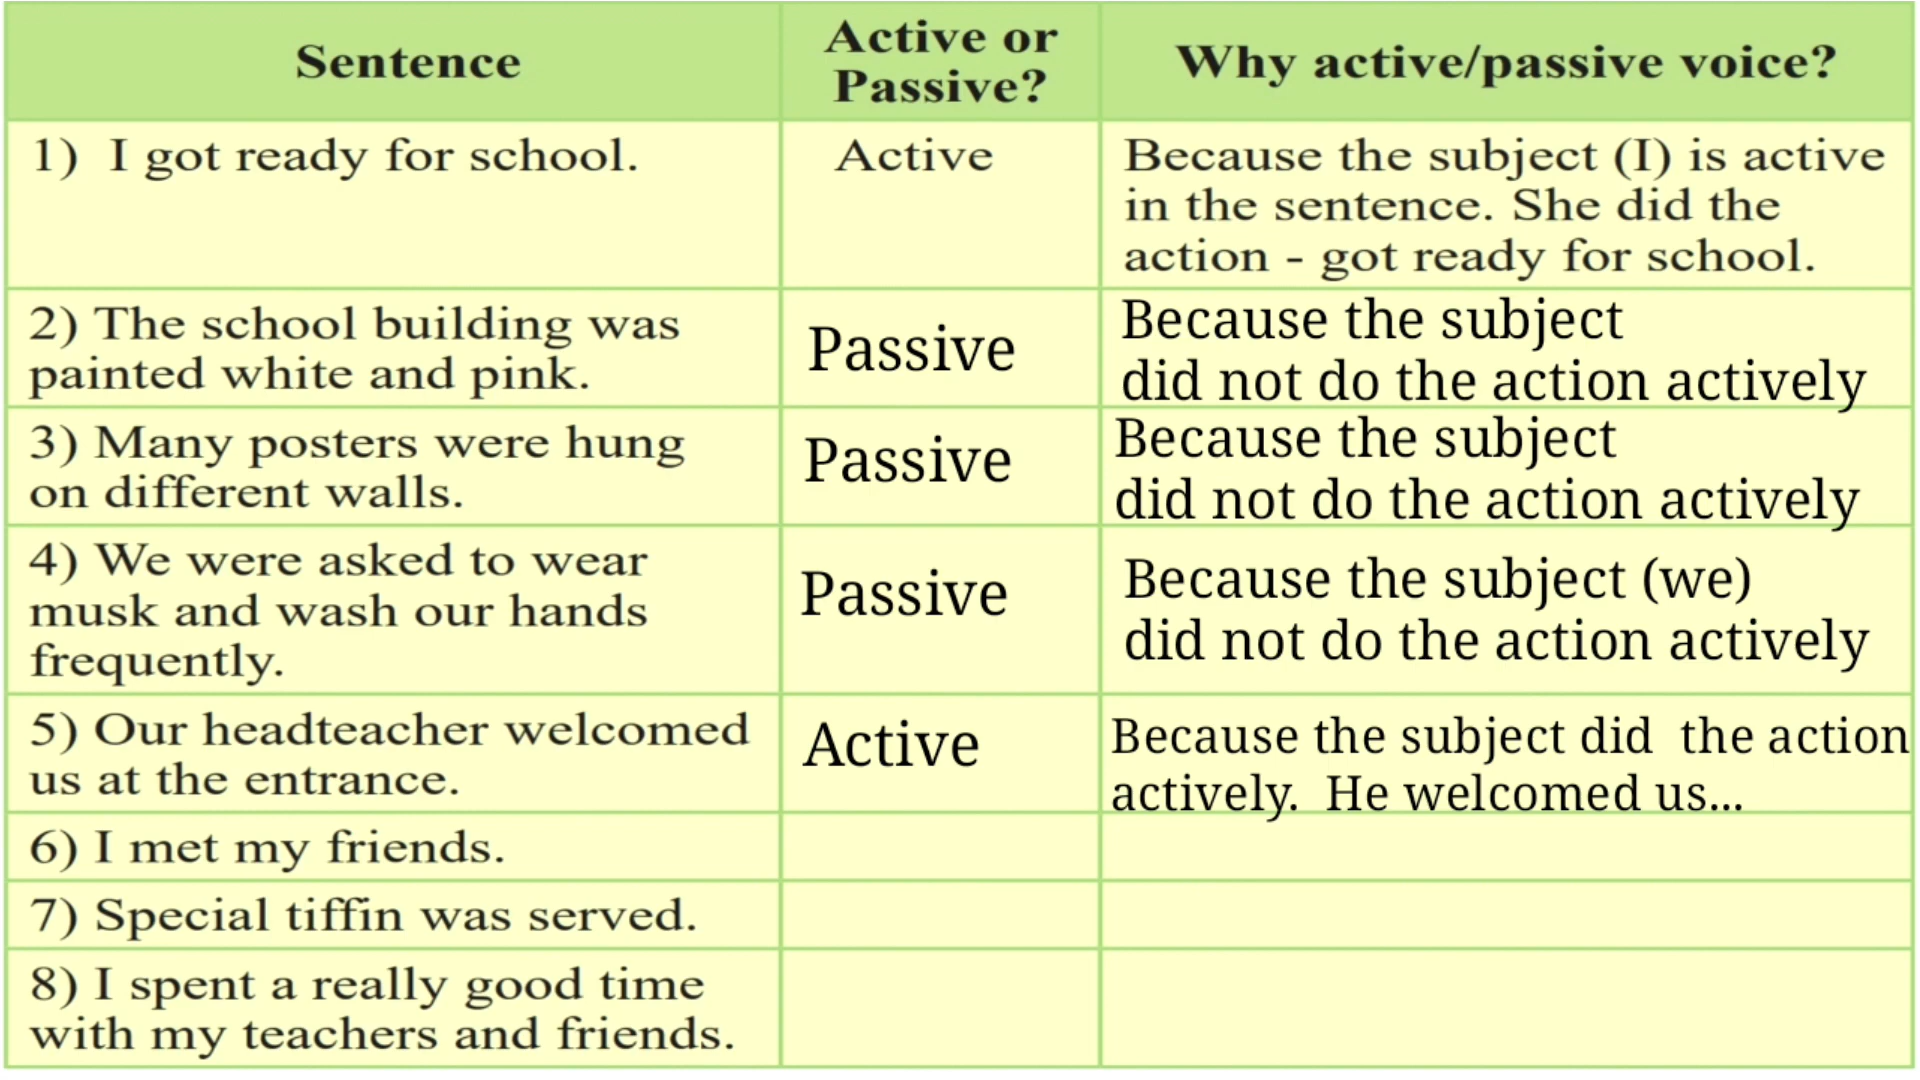 Sentence
Active or
Passive?
Why active/passive voice?
1) I got ready for school.
Active
Because the subject (I) is active
in the sentence. She did the
action - got ready for school.
2) The school building was
painted white and pink.
Passive
Because the subject
did not do the action actively
3) Many posters were hung
on different walls.
Passive
Because the subject
did not do the action actively
4) We were asked to wear
musk and wash our hands
frequently.
Passive
Because the subject (we)
did not do the action actively
5) Our headteacher welcomed
us at the entrance.
Active
Because the subject did the action
actively. He welcomed us...
6) I met my friends.
7) Special tiffin was served.
8) I spent a really good time
with my teachers and friends.